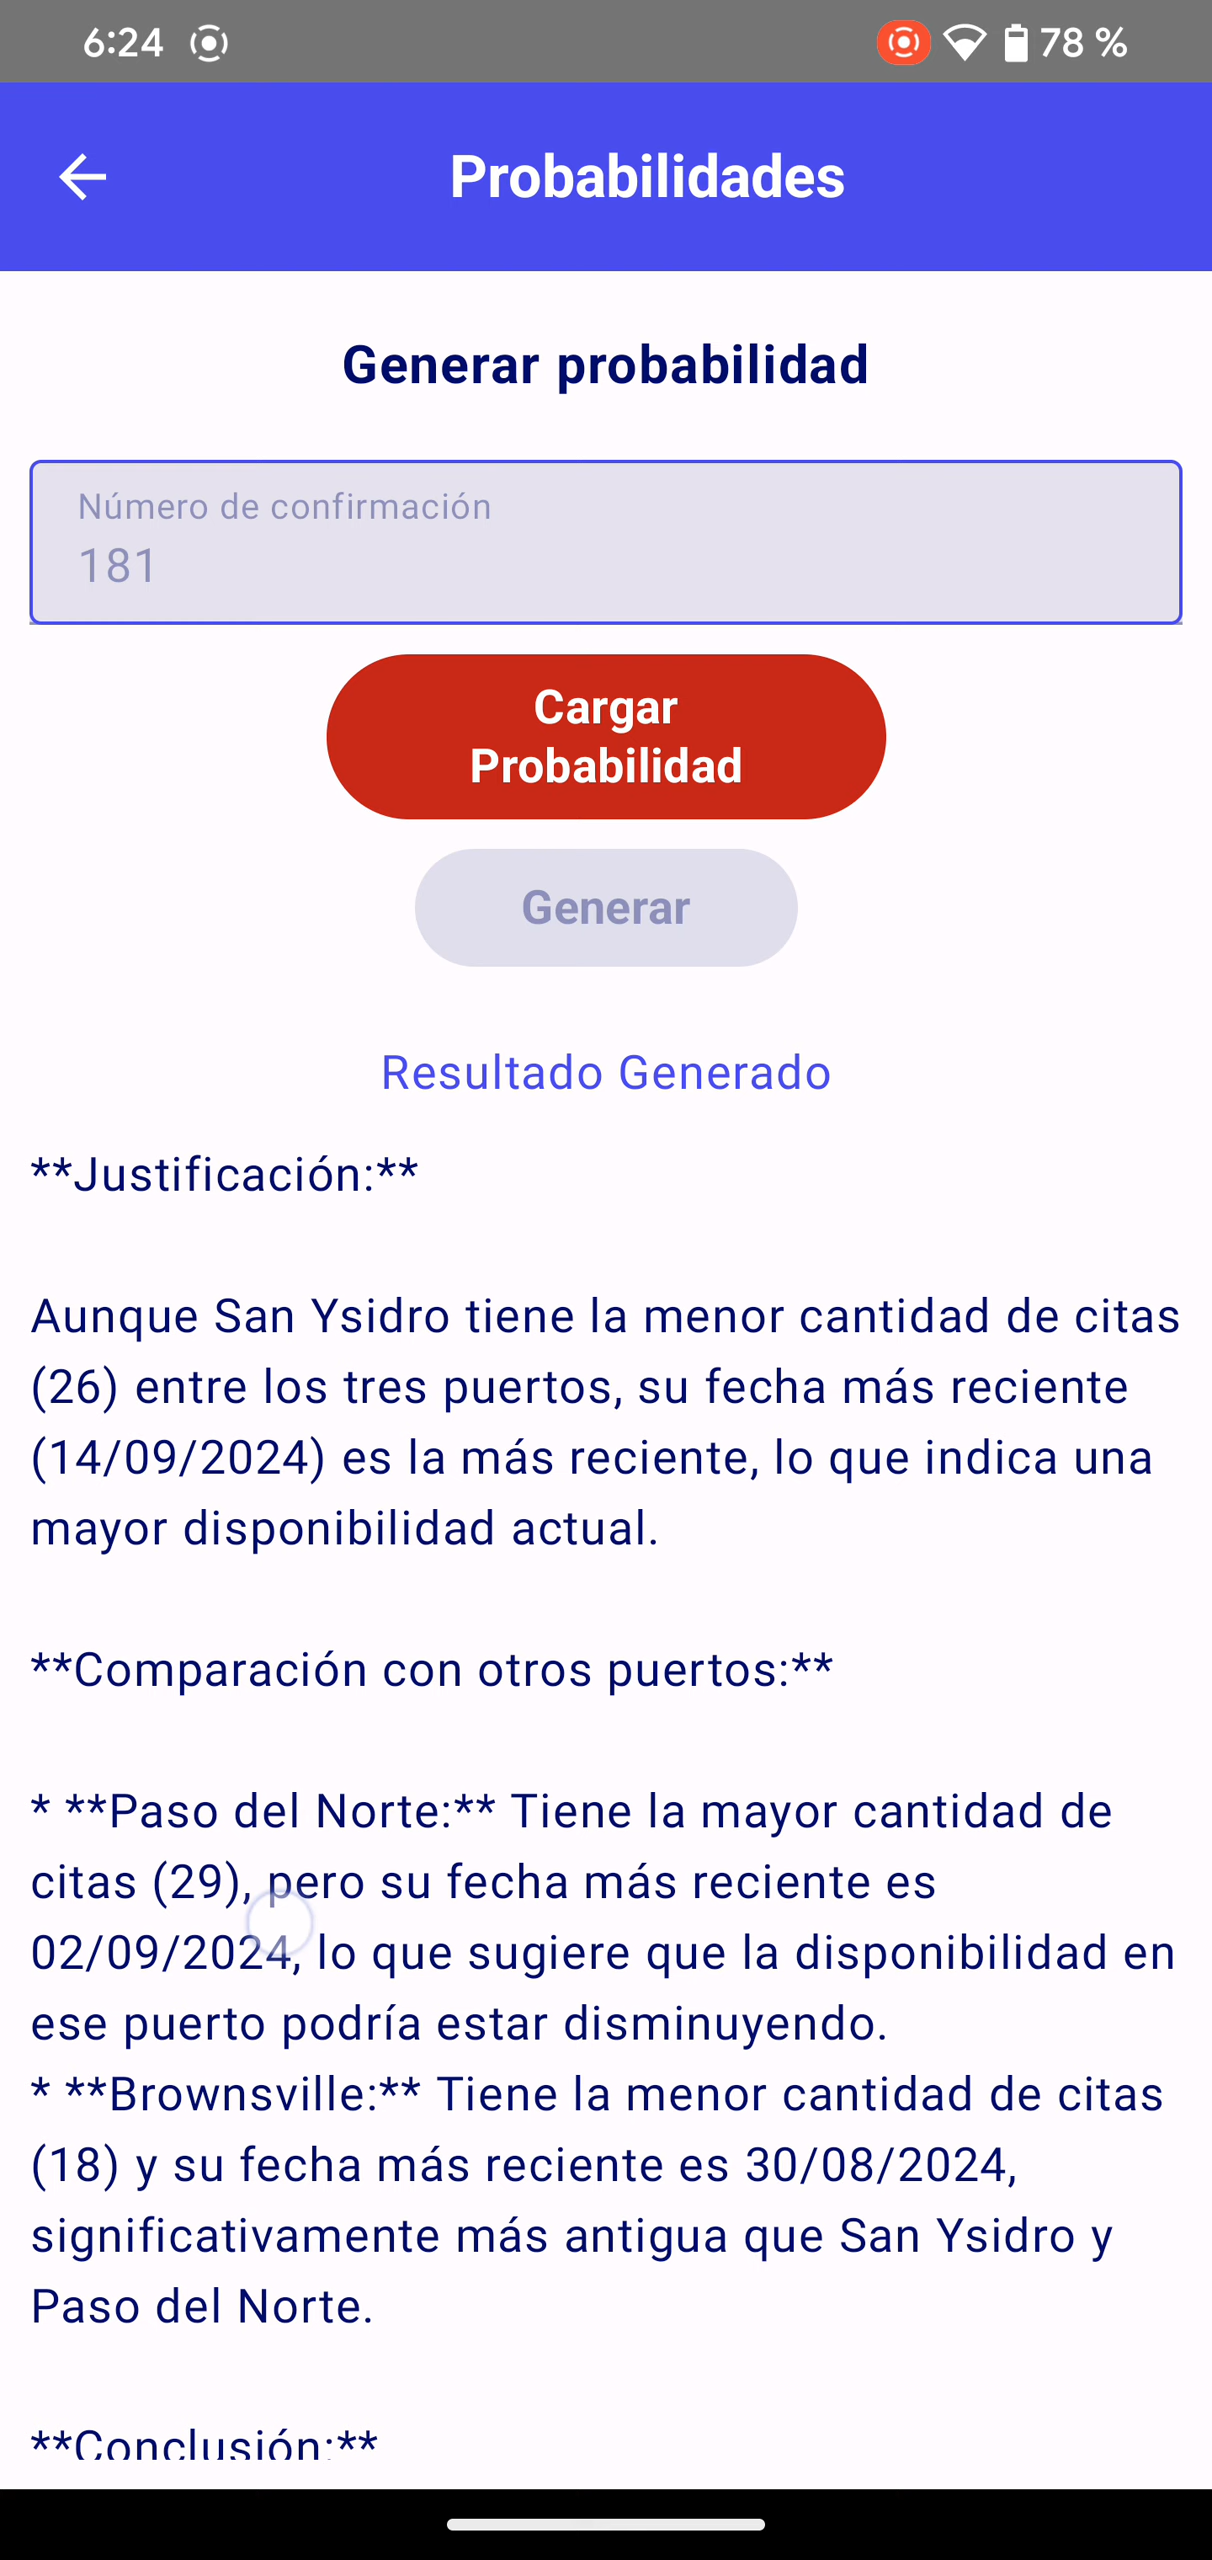 6:24
78 %
Probabilidades
Generar probabilidad
Número de confirmación
181
Cargar
Probabilidad
Generar
Resultado Generado
**Justificación:**
Aunque San Ysidro tiene la menor cantidad de citas
(26) entre los tres puertos, su fecha más reciente
(14/09/2024) es la más reciente, lo que indica una
mayor disponibilidad actual.
**Comparación con otros puertos:**
* **Paso del Norte:** Tiene la mayor cantidad de
citas (29), pero su fecha más reciente es
02/09/2024, lo que sugiere que la disponibilidad en
ese puerto podría estar disminuyendo.
* **Brownsville:** Tiene la menor cantidad de citas
(18) y su fecha más reciente es 30/08/2024,
significativamente más antigua que San Ysidro y
Paso del Norte.
**Conclusión:**